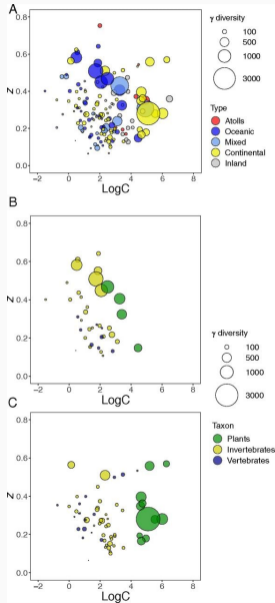 A
0.8
0.6
0.4
0.2
0.0
Z
−2
0
2
4
6
8
LogC
γ diversity
100
500
1000
3000
Type
Atolls
Oceanic
Mixed
Continental
Inland
B
0.8
0.6
0.4
0.2
0.0
Z
−2
0
2
4
6
8
LogC
γ diversity
100
500
1000
3000
Taxon
Plants
Invertebrates
Vertebrates
C
0.8
0.6
0.4
0.2
0.0
Z
−2
0
2
4
6
8
LogC